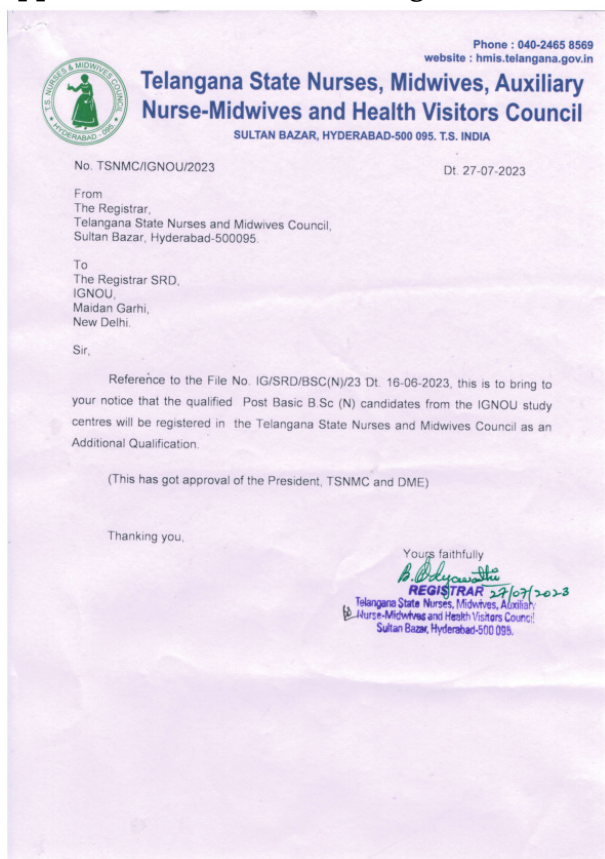 Phone : 040-2465 8569
website : hmis.telangana.gov.in
T.S. NURSES & MIDWIVES COUNCIL
HYDERABAD - 095
Telangana State Nurses, Midwives, Auxiliary
Nurse-Midwives and Health Visitors Council
SULTAN BAZAR, HYDERABAD-500 095. T.S. INDIA
No. TSNMC/IGNOU/2023
Dt. 27-07-2023
From
The Registrar,
Telangana State Nurses and Midwives Council,
Sultan Bazar, Hyderabad-500095.
To
The Registrar SRD,
IGNOU,
Maidan Garhi,
New Delhi.
Sir,
Reference to the File No. IG/SRD/BSC(N)/23 Dt. 16-06-2023, this is to bring to
your notice that the qualified Post Basic B.Sc (N) candidates from the IGNOU study
centres will be registered in the Telangana State Nurses and Midwives Council as an
Additional Qualification.
(This has got approval of the President, TSNMC and DME)
Thanking you,
Yours faithfully
REGISTRAR 27/07/2023
Telangana State Nurses, Midwives, Auxiliary
Nurse-Midwives and Health Visitors Council
Sultan Bazar, Hyderabad-500 095.